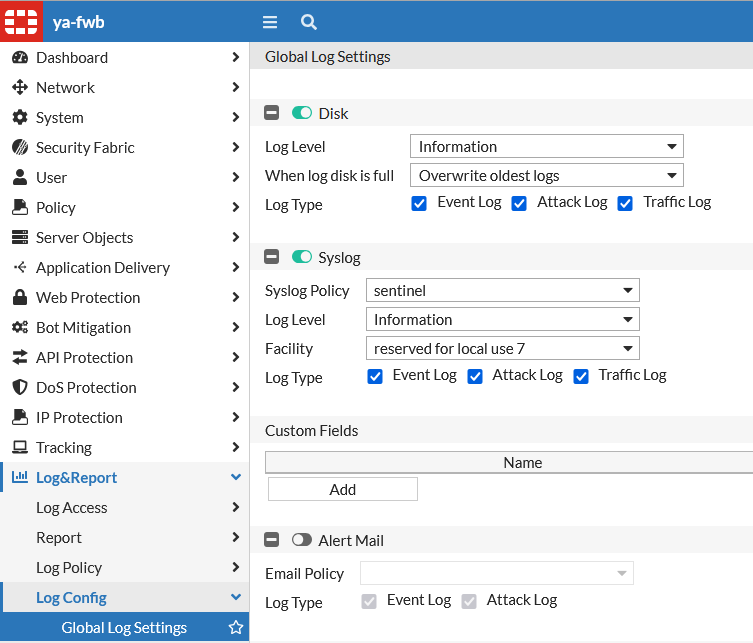 ya-fwb
Dashboard
Network
System
Security Fabric
User
Policy
Server Objects
Application Delivery
Web Protection
Bot Mitigation
API Protection
DoS Protection
IP Protection
Tracking
Log&Report
Log Access
Report
Log Policy
Log Config
Global Log Settings
Global Log Settings
Disk
Log Level Information
When log disk is full Overwrite oldest logs
Log Type Event Log Attack Log Traffic Log
Syslog
Syslog Policy sentinel
Log Level Information
Facility reserved for local use 7
Log Type Event Log Attack Log Traffic Log
Custom Fields
Name
Add
Alert Mail
Email Policy
Log Type Event Log Attack Log